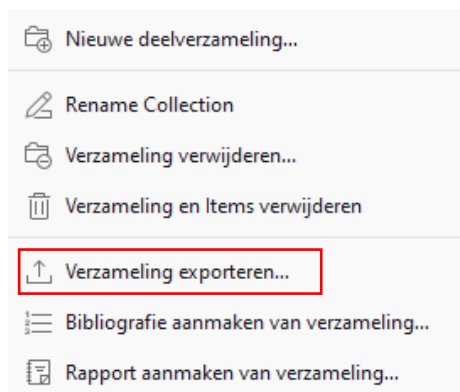 Nieuwe deelverzameling...
Rename Collection
Verzameling verwijderen...
Verzameling en Items verwijderen
Verzameling exporteren...
Bibliografie aanmaken van verzameling...
Rapport aanmaken van verzameling...